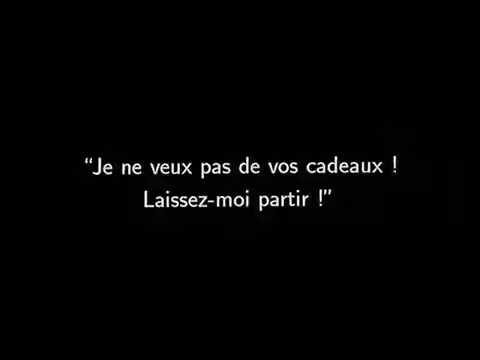 “Je ne veux pas de vos cadeaux !
Laissez-moi partir !”